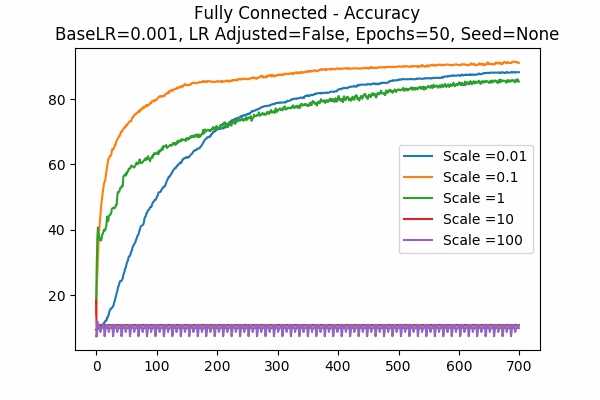 Fully Connected - Accuracy
BaseLR=0.001, LR Adjusted=False, Epochs=50, Seed=None
80
60
40
20
Scale =0.01
Scale =0.1
Scale =1
Scale =10
Scale =100
0 100 200 300 400 500 600 700